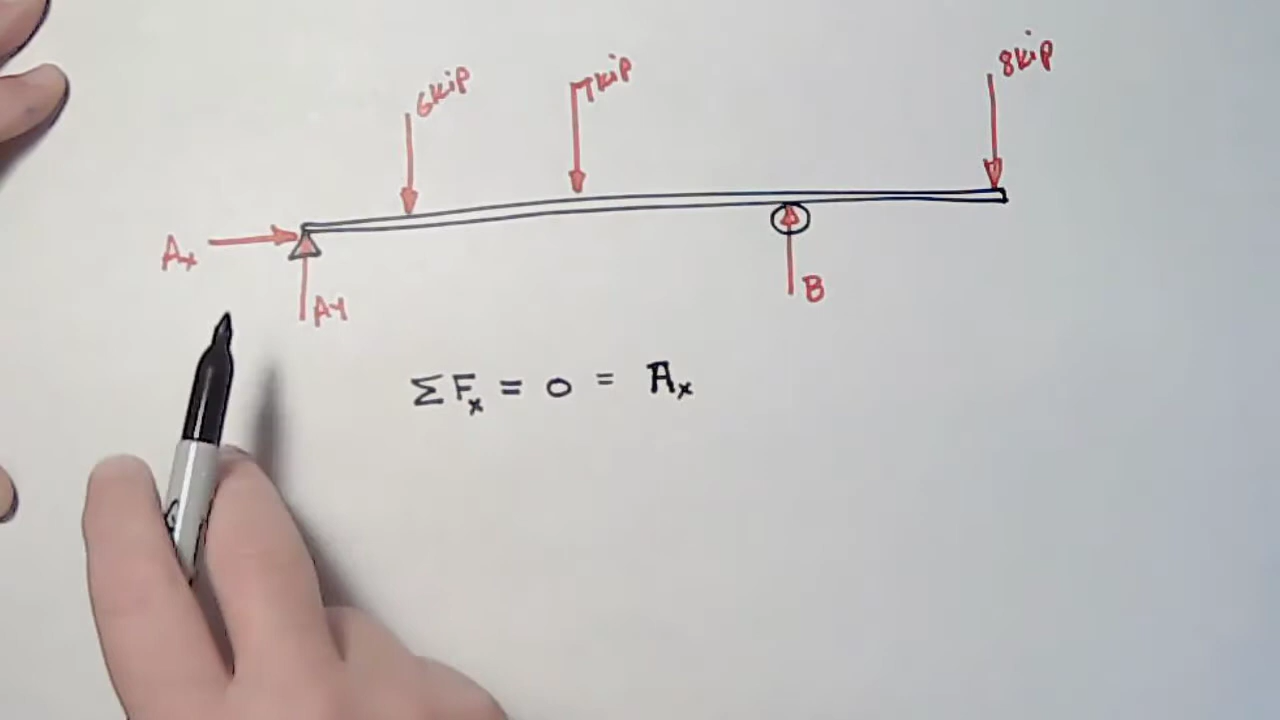 6kip
7kip
8kip
Ax
AY
B
ΣFx = 0 = Ax